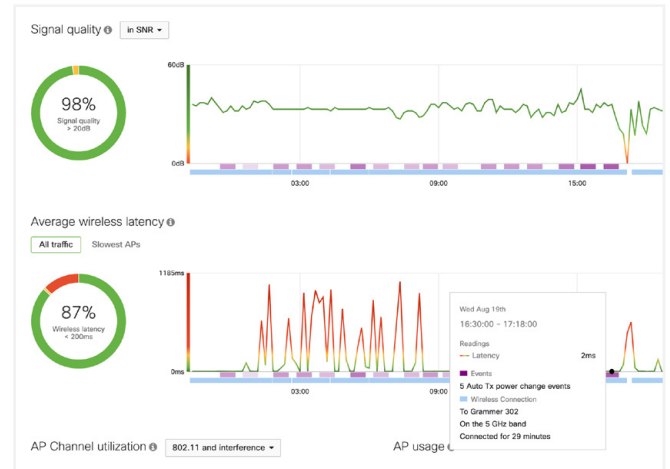 Signal quality
in SNR
60dB
98%
Signal quality
> 20dB
0dB
03:00 09:00 15:00
Average wireless latency
All traffic Slowest APs
1185ms
87%
Wireless latency
< 200ms
0ms
03:00 09:00
Wed Aug 19th
16:30:00 - 17:18:00
Readings
Latency 2ms
Events
5 Auto Tx power change events
Wireless Connection
To Grammer 302
On the 5 GHz band
Connected for 29 minutes
AP Channel utilization 802.11 and interference AP usage